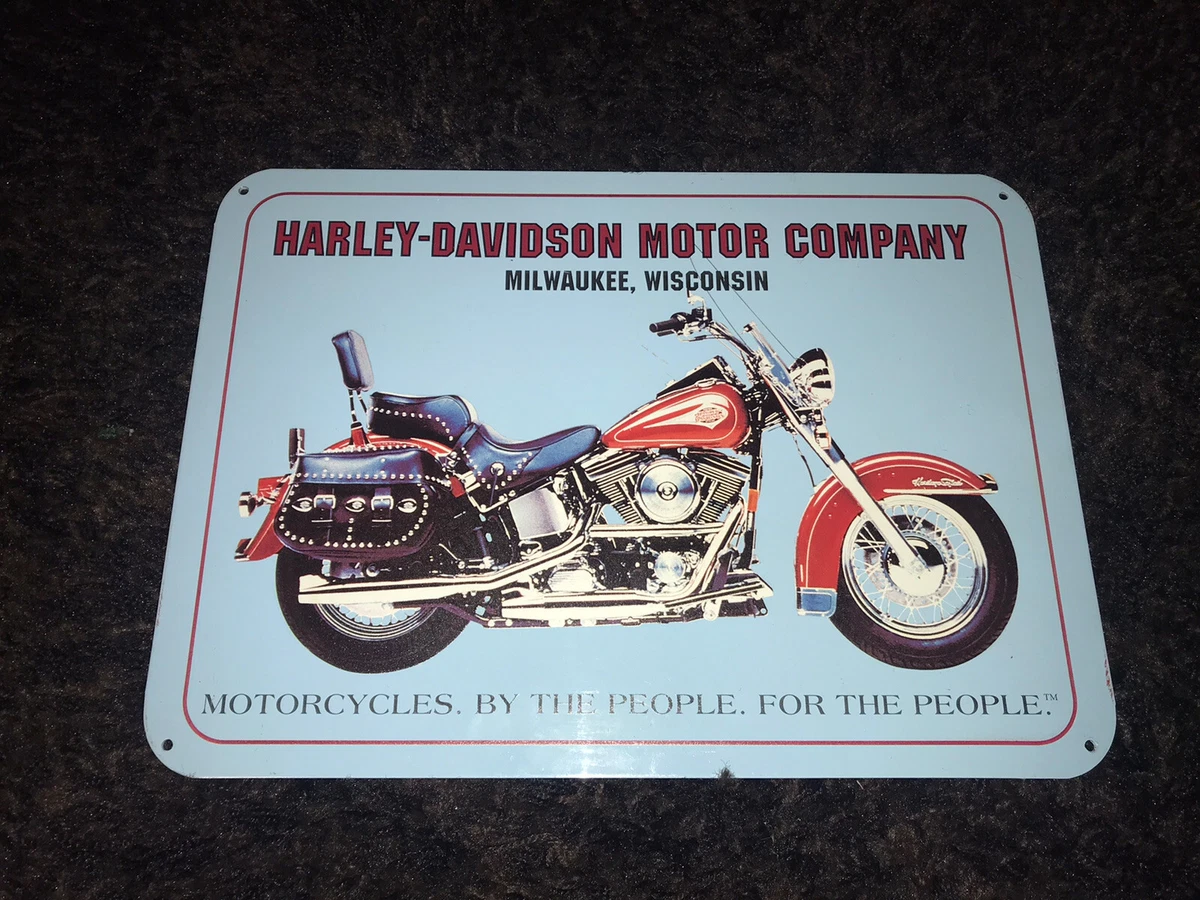 HARLEY-DAVIDSON MOTOR COMPANY
MILWAUKEE, WISCONSIN
MOTORCYCLES. BY THE PEOPLE. FOR THE PEOPLE.™